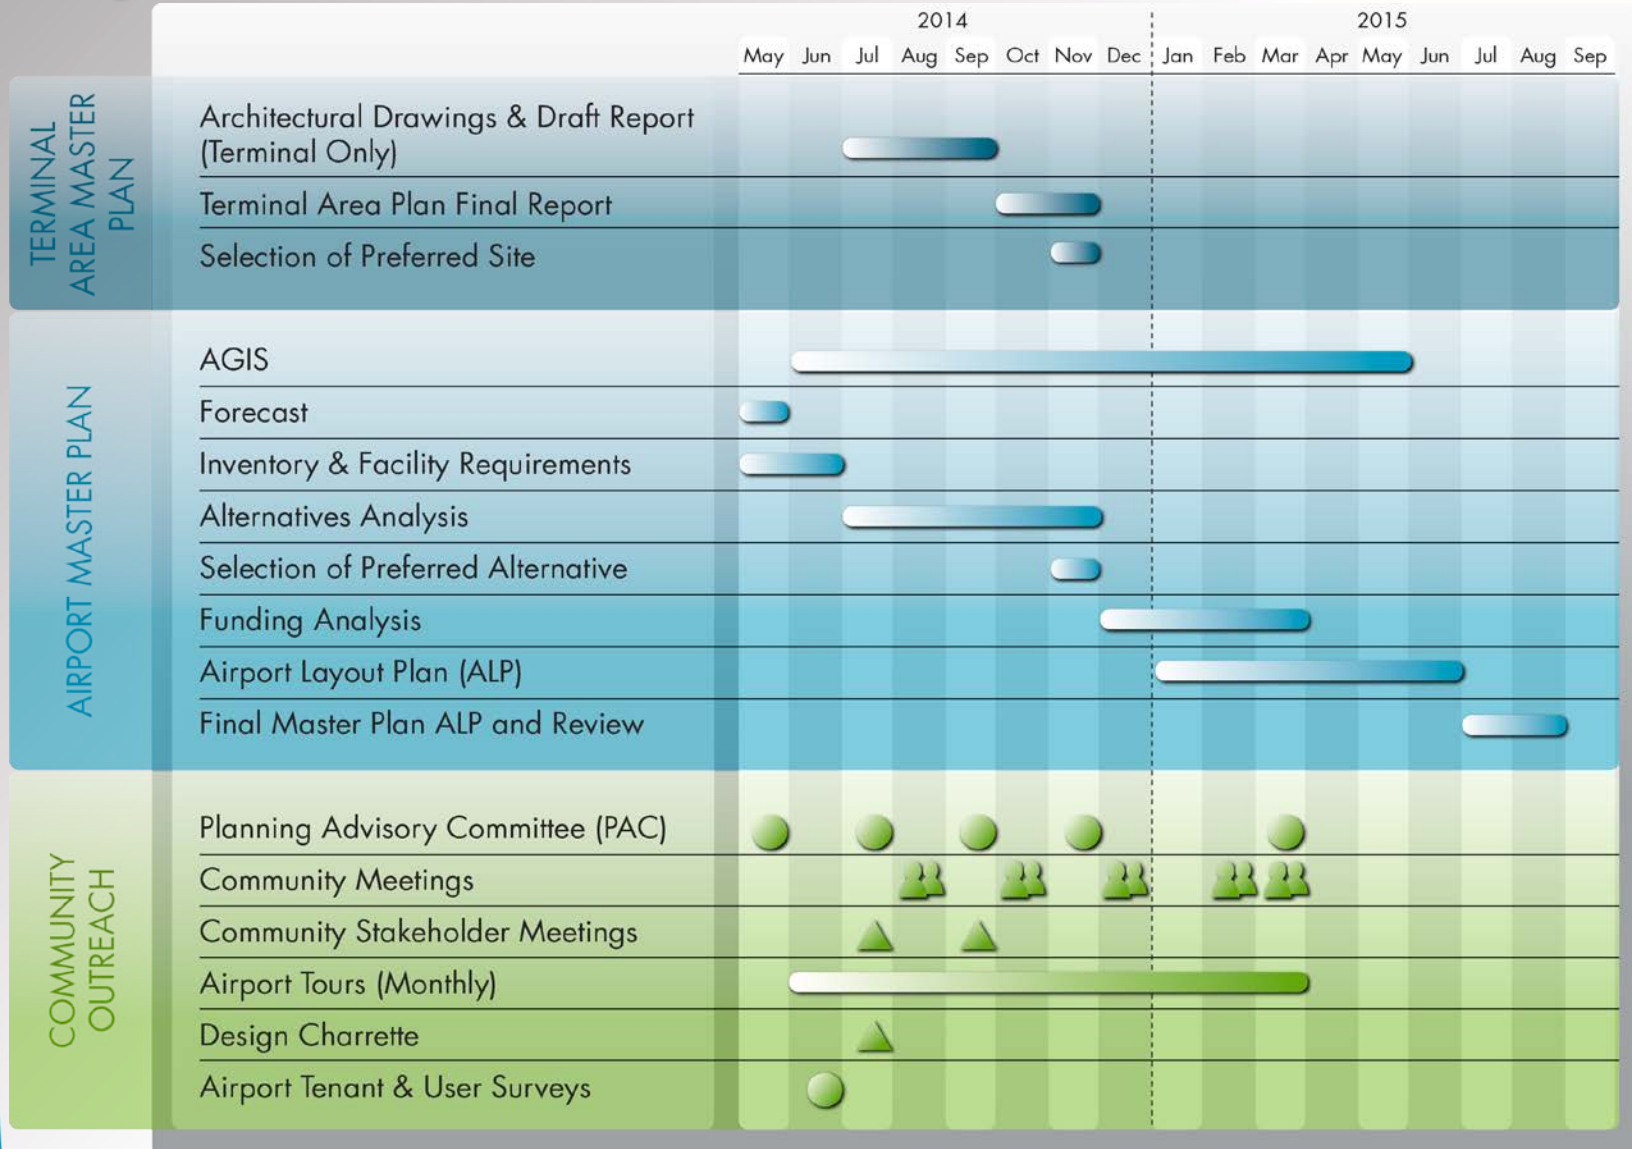 2014
2015
May Jun Jul Aug Sep Oct Nov Dec Jan Feb Mar Apr May Jun Jul Aug Sep
TERMINAL
AREA MASTER
PLAN
Architectural Drawings & Draft Report
(Terminal Only)
Terminal Area Plan Final Report
Selection of Preferred Site
AIRPORT MASTER PLAN
AGIS
Forecast
Inventory & Facility Requirements
Alternatives Analysis
Selection of Preferred Alternative
Funding Analysis
Airport Layout Plan (ALP)
Final Master Plan ALP and Review
COMMUNITY
OUTREACH
Planning Advisory Committee (PAC)
Community Meetings
Community Stakeholder Meetings
Airport Tours (Monthly)
Design Charrette
Airport Tenant & User Surveys